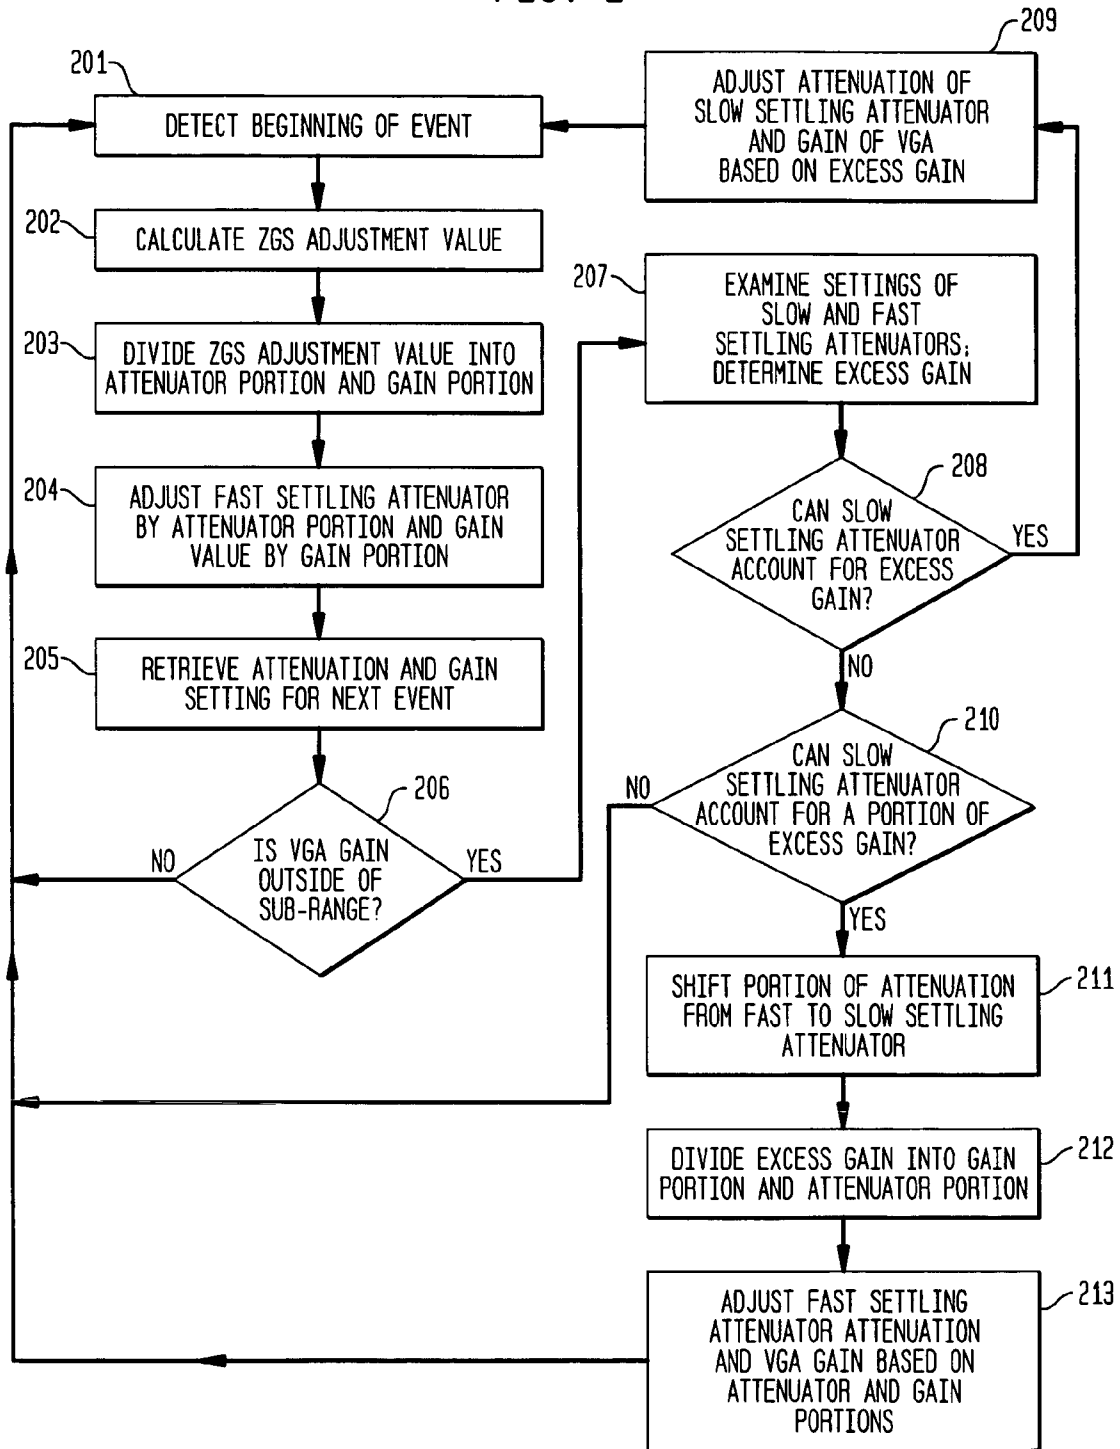 201
DETECT BEGINNING OF EVENT
202
CALCULATE ZGS ADJUSTMENT VALUE
203
DIVIDE ZGS ADJUSTMENT VALUE INTO
ATTENUATOR PORTION AND GAIN PORTION
204
ADJUST FAST SETTLING ATTENUATOR
BY ATTENUATOR PORTION AND GAIN
VALUE BY GAIN PORTION
205
RETRIEVE ATTENUATION AND GAIN
SETTING FOR NEXT EVENT
206
IS VGA GAIN
OUTSIDE OF
SUB-RANGE?
NO
YES
207
EXAMINE SETTINGS OF
SLOW AND FAST
SETTLING ATTENUATORS;
DETERMINE EXCESS GAIN
208
CAN SLOW
SETTLING ATTENUATOR
ACCOUNT FOR EXCESS
GAIN?
YES
NO
209
ADJUST ATTENUATION OF
SLOW SETTLING ATTENUATOR
AND GAIN OF VGA
BASED ON EXCESS GAIN
210
CAN SLOW
SETTLING ATTENUATOR
ACCOUNT FOR A PORTION OF
EXCESS GAIN?
NO
YES
211
SHIFT PORTION OF ATTENUATION
FROM FAST TO SLOW SETTLING
ATTENUATOR
212
DIVIDE EXCESS GAIN INTO GAIN
PORTION AND ATTENUATOR PORTION
213
ADJUST FAST SETTLING
ATTENUATOR ATTENUATION
AND VGA GAIN BASED ON
ATTENUATOR AND GAIN
PORTIONS